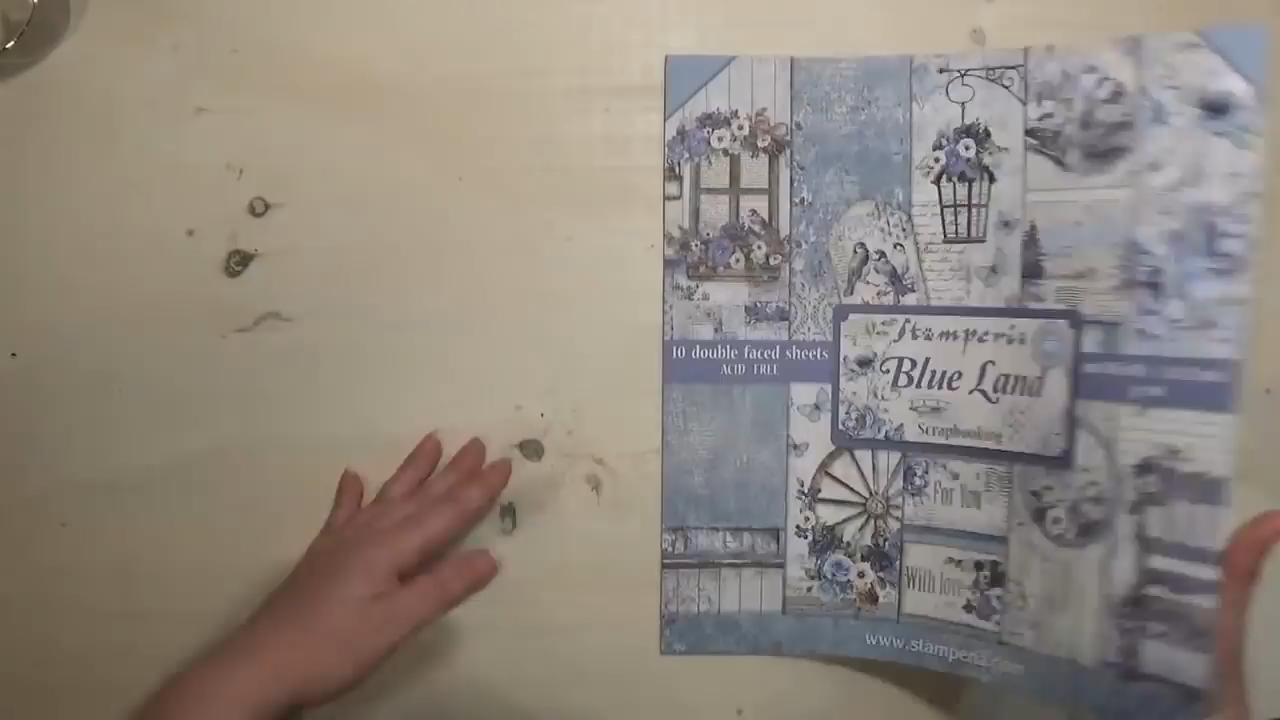 10 double faced sheets
ACID FREE
Stamperia
Blue Land
Scrapbooking
For You
With love
www.stamperia.com